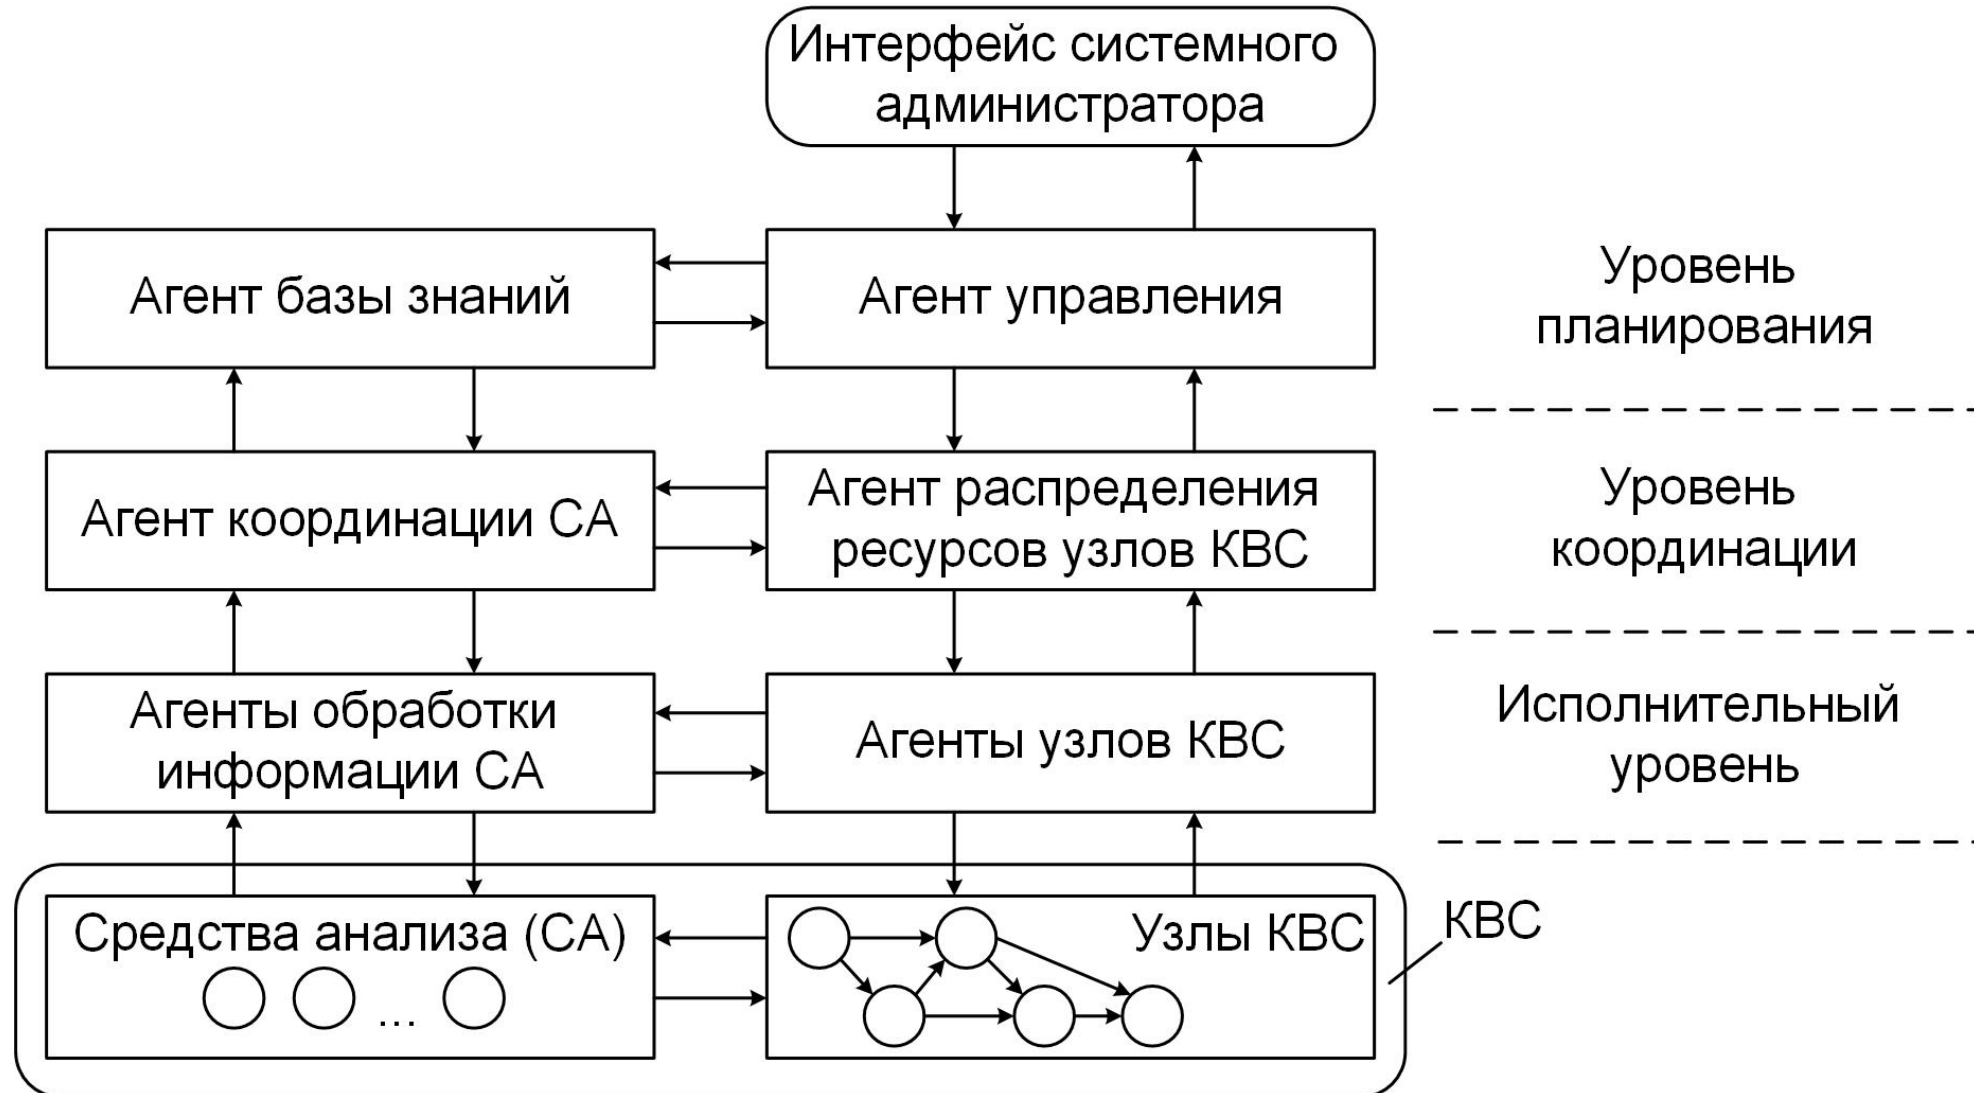 Интерфейс системного
администратора
Агент базы знаний
Агент управления
Уровень
планирования
Агент координации СА
Агент распределения
ресурсов узлов КВС
Уровень
координации
Агенты обработки
информации СА
Агенты узлов КВС
Исполнительный
уровень
Средства анализа (СА)
...
Узлы КВС
КВС